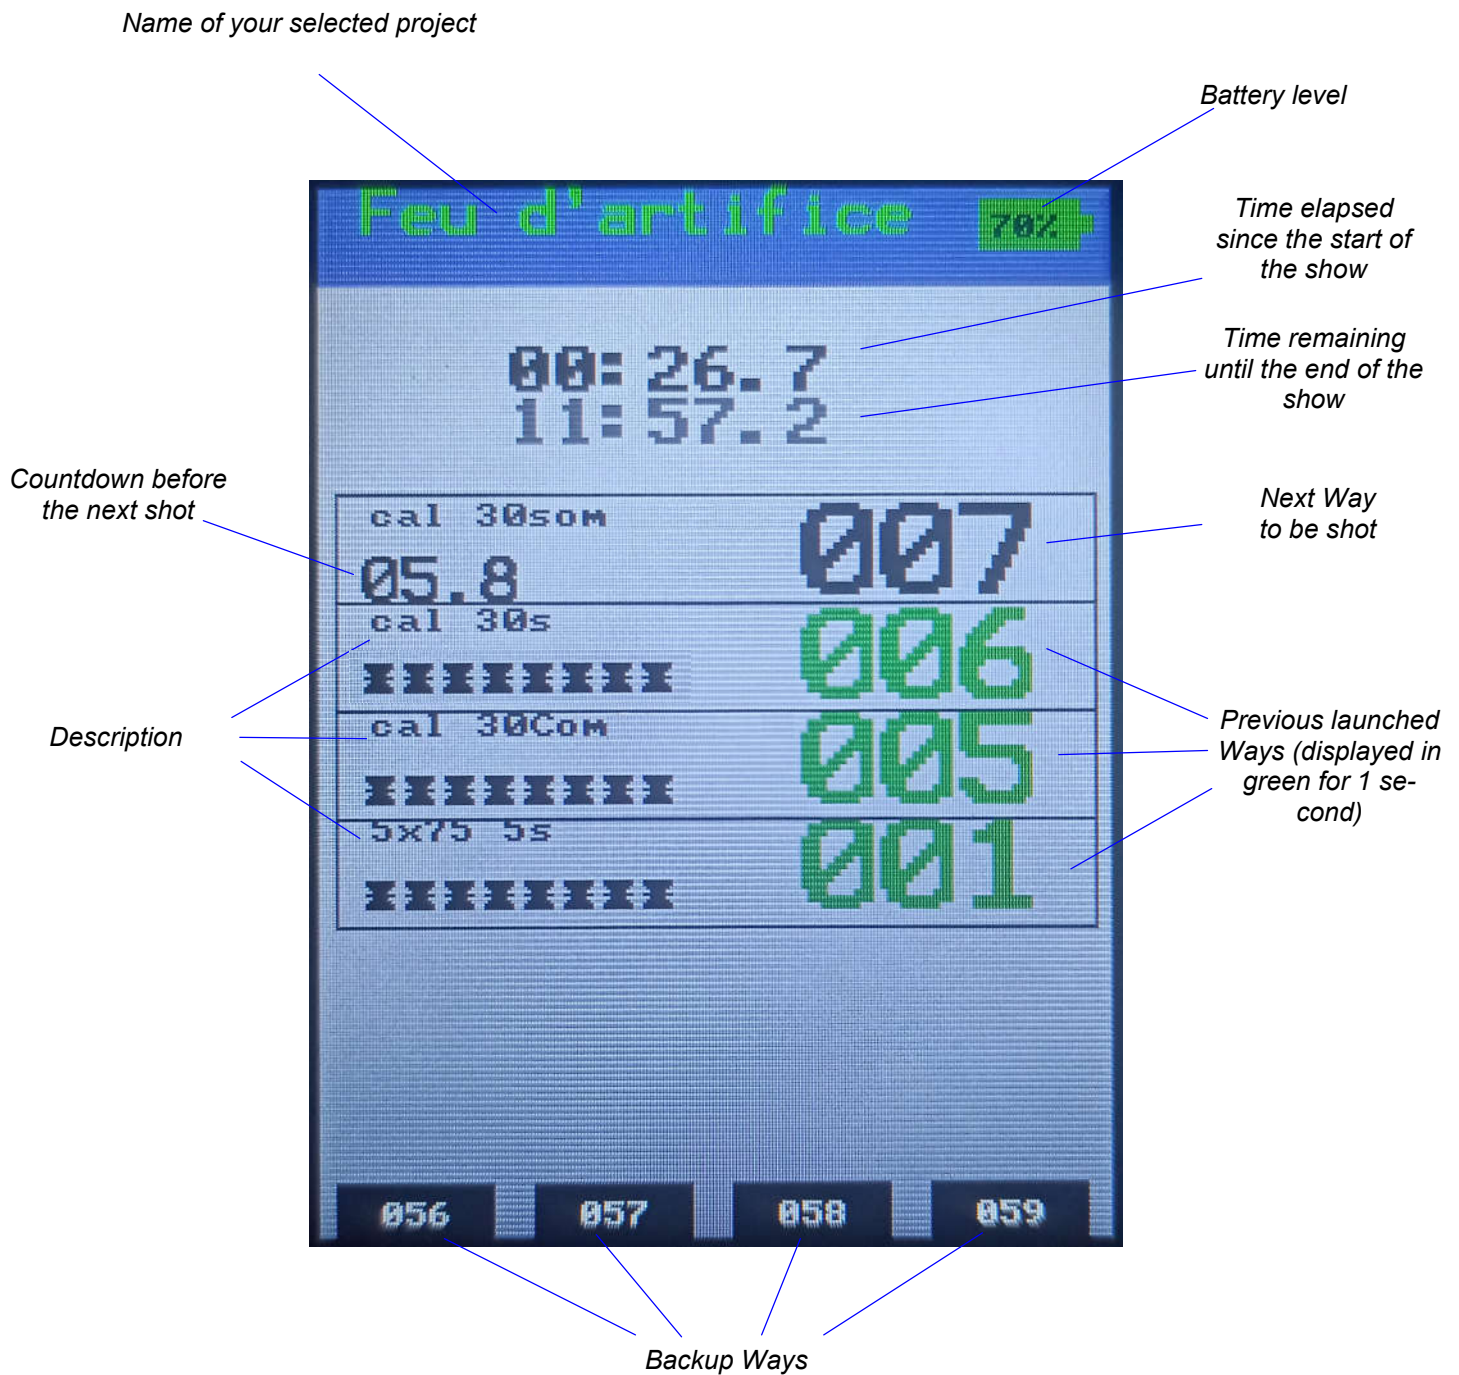 Name of your selected project
Battery level
Feu d'artifice
70%
Time elapsed
since the start of
the show
00:26.7
11:57.2
Time remaining
until the end of the
show
Countdown before
the next shot
cal 30som
05.8
007
Next Way
to be shot
cal 30s
006
Description
cal 30Com
005
Previous launched
Ways (displayed in
green for 1 se-
cond)
5x75 5s
001
056
057
058
059
Backup Ways